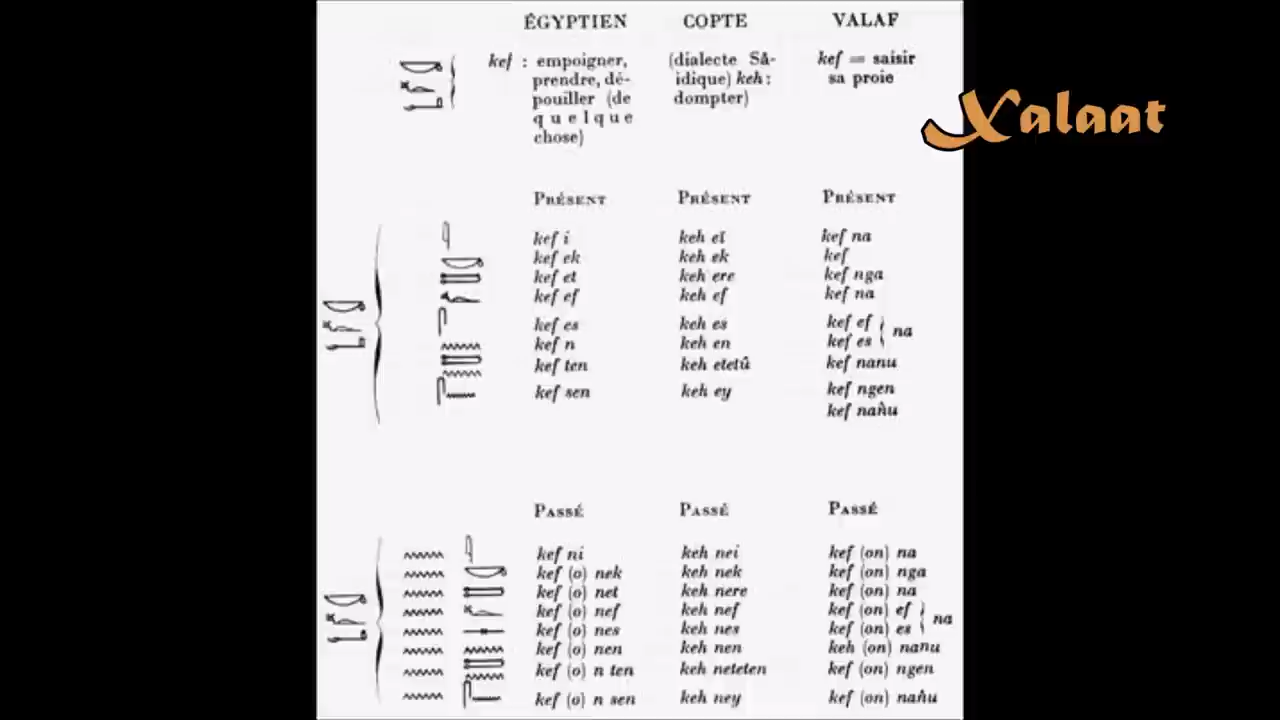 ÉGYPTIEN COPTE VALAF
kef : empoigner, (dialecte Sâ- kef = saisir
prendre, dé- idique) keh : sa proie
pouiller (de dompter)
quelque
chose)
Xalaat
PRÉSENT PRÉSENT PRÉSENT
kef i keh eï kef na
kef ek keh ek kef
kef et keh ere kef nga
kef ef keh ef kef na
kef es keh es kef ef
kef n keh en kef es
na
kef ten keh etetû kef nanu
kef sen keh ey kef ngen
kef nañu
PASSÉ PASSÉ PASSÉ
kef ni keh nei kef (on) na
kef (o) nek keh nek kef (on) nga
kef (o) net keh nere kef (on) na
kef (o) nef keh nef kef (on) ef
kef (o) nes keh nes kef (on) es
na
kef (o) nen keh nen keh (on) nanu
kef (o) n ten keh neteten kef (on) ngen
kef (o) n sen keh ney kef (on) nañu